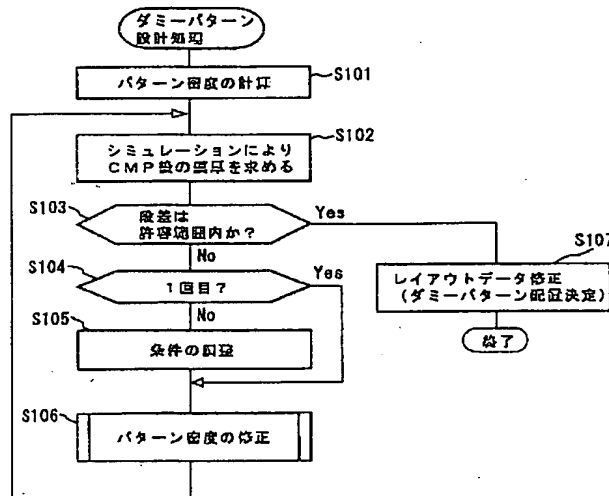 ダミーパターン
設計処理
パターン密度の計算
S101
シミュレーションにより
CMP後の膜厚を求める
S102
S103
段差は
許容範囲内か？
Yes
No
S104
1回目？
Yes
No
S105
条件の調整
S106
パターン密度の修正
S107
レイアウトデータ修正
（ダミーパターン配置決定）
終了